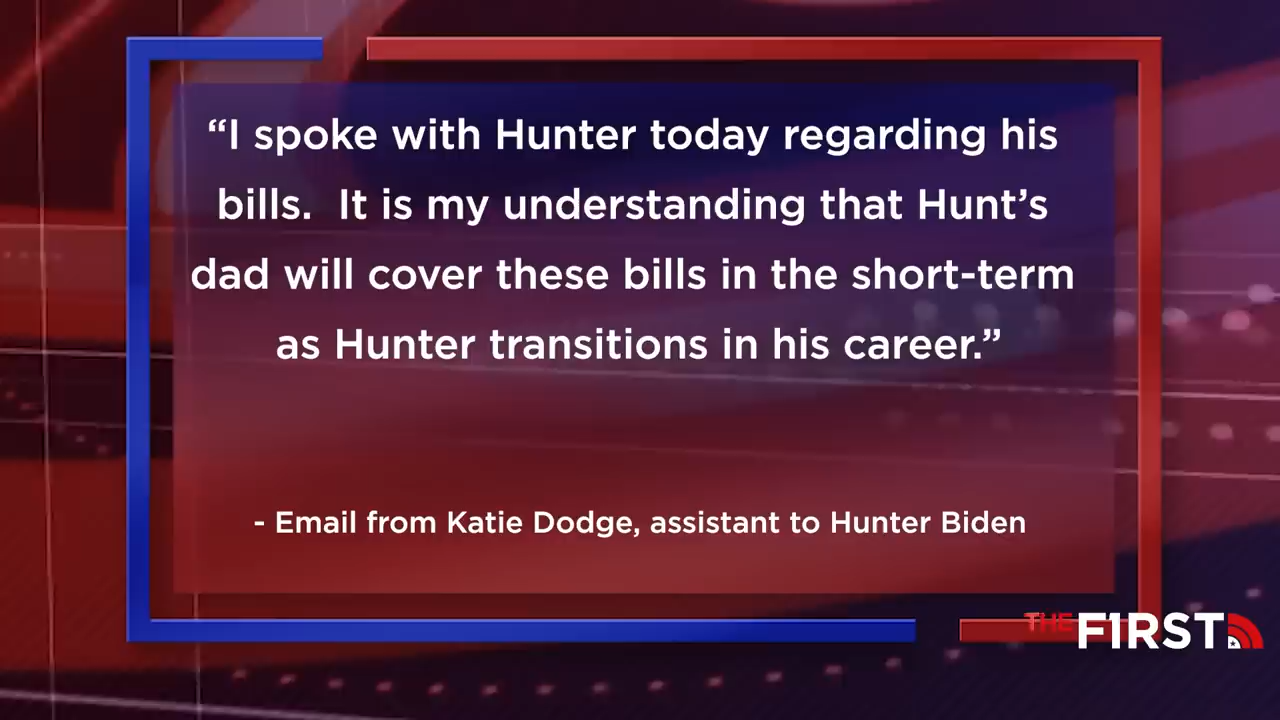 “I spoke with Hunter today regarding his
bills.  It is my understanding that Hunt’s
dad will cover these bills in the short-term
as Hunter transitions in his career.”
- Email from Katie Dodge, assistant to Hunter Biden
THE FIRST